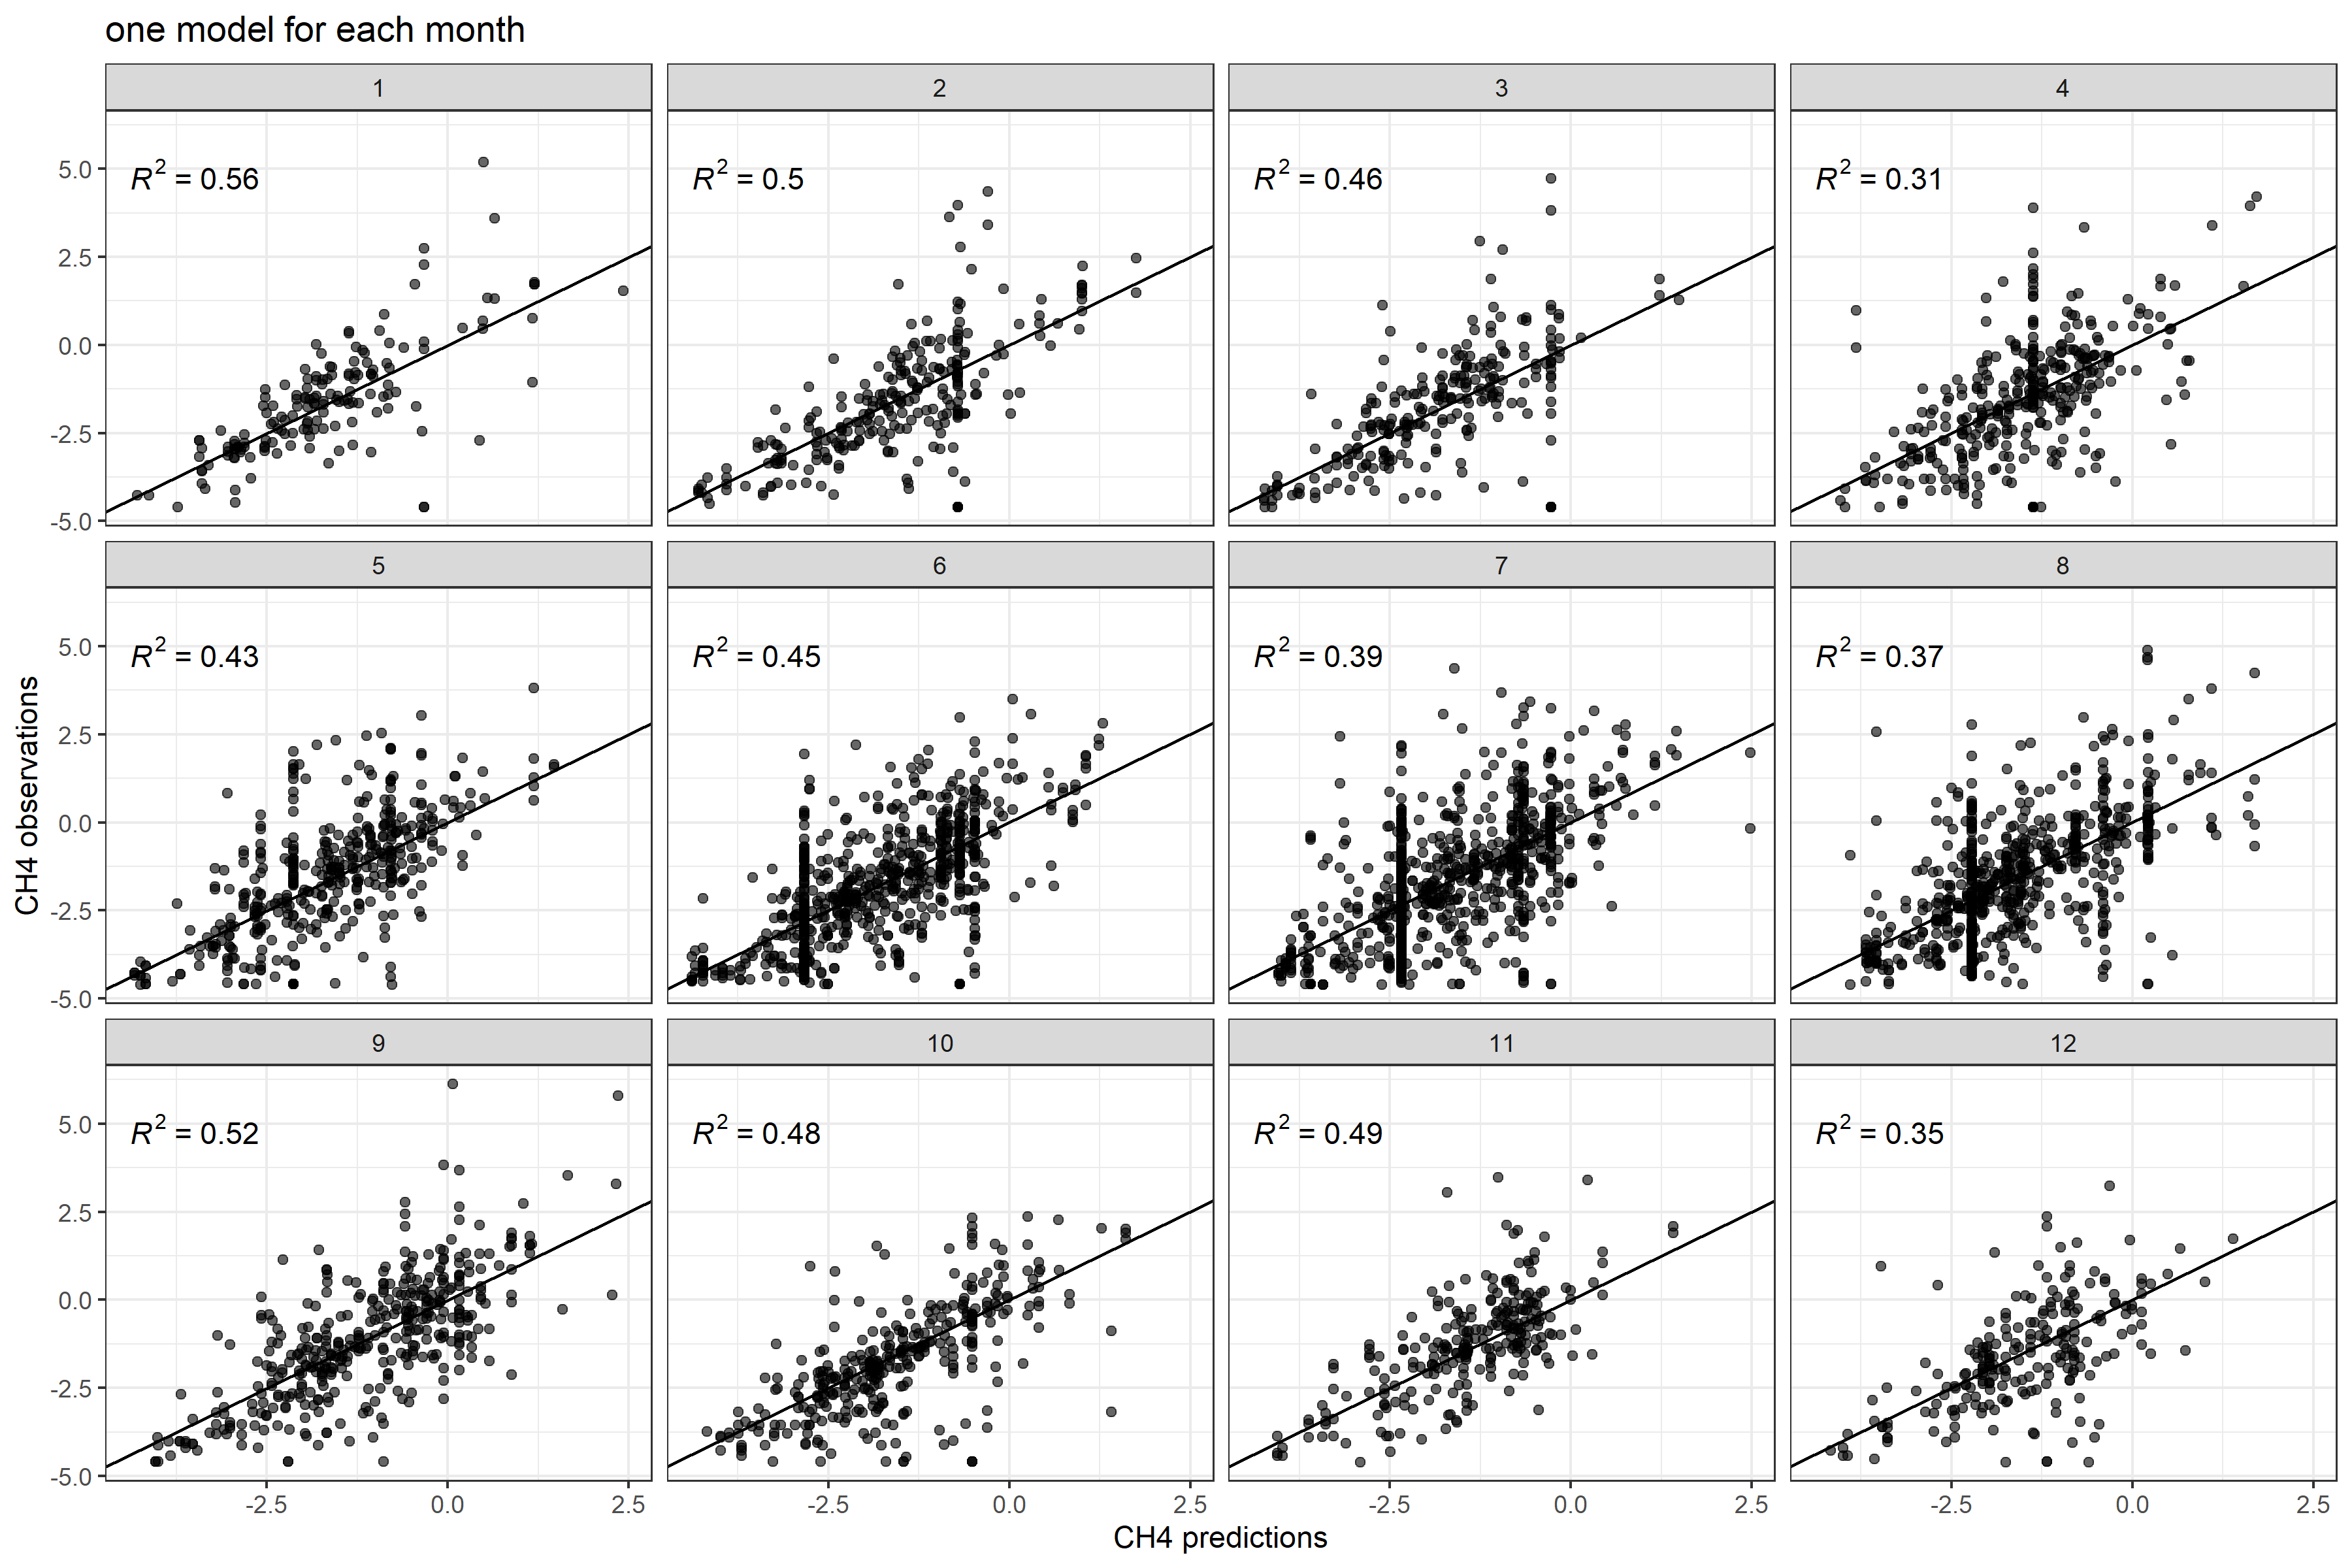 one model for each month
1 2 3 4
5.0 R² = 0.56 R² = 0.5 R² = 0.46 R² = 0.31
2.5
0.0
-2.5
-5.0
5 6 7 8
5.0 R² = 0.43 R² = 0.45 R² = 0.39 R² = 0.37
2.5
0.0
-2.5
-5.0
CH4 observations
9 10 11 12
5.0 R² = 0.52 R² = 0.48 R² = 0.49 R² = 0.35
2.5
0.0
-2.5
-5.0
-2.5 0.0 2.5 -2.5 0.0 2.5 -2.5 0.0 2.5 -2.5 0.0 2.5
CH4 predictions